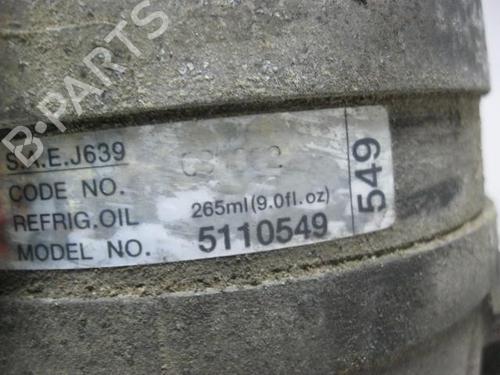 B-PARTS
S.A.E.J639
CODE NO.
REFRIG.OIL 265ml(9.0fl.oz)
MODEL NO. 5110549
549